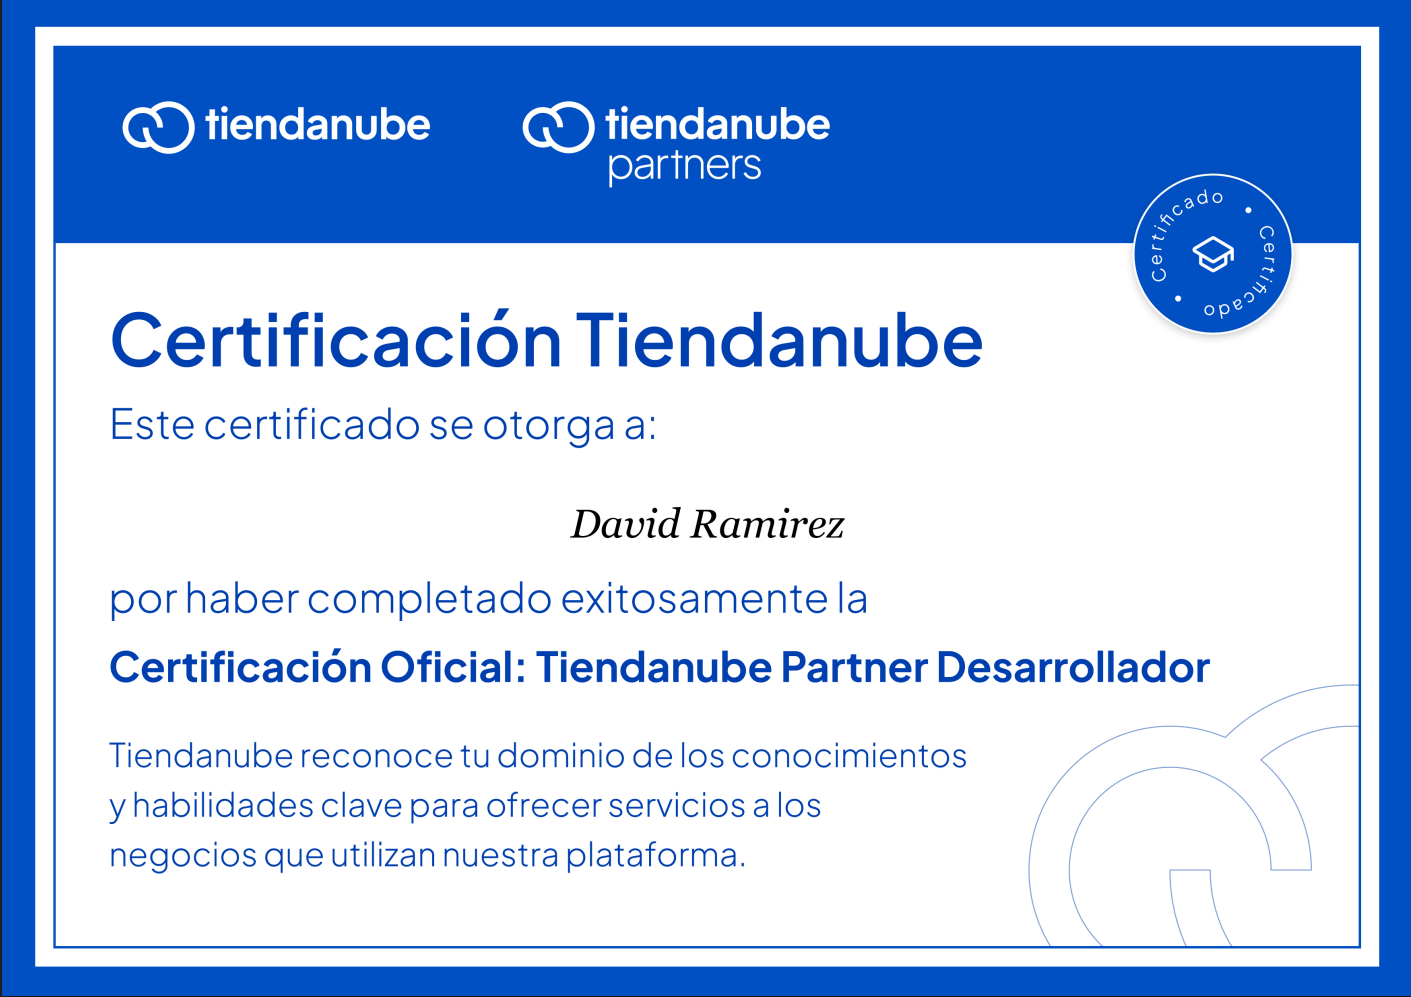 tiendanube
tiendanube
partners
Certificado • Certificado •
Certificación Tiendanube
Este certificado se otorga a:
David Ramirez
por haber completado exitosamente la
Certificación Oficial: Tiendanube Partner Desarrollador
Tiendanube reconoce tu dominio de los conocimientos
y habilidades clave para ofrecer servicios a los
negocios que utilizan nuestra plataforma.